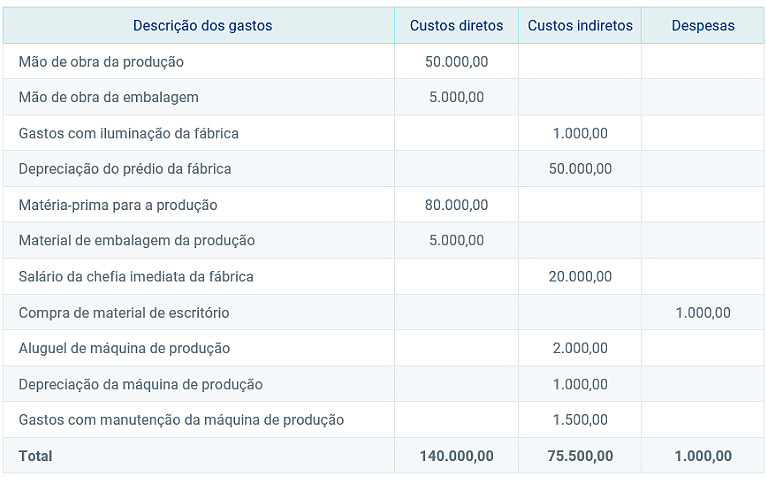 Descrição dos gastos Custos diretos Custos indiretos Despesas
Mão de obra da produção 50.000,00
Mão de obra da embalagem 5.000,00
Gastos com iluminação da fábrica 1.000,00
Depreciação do prédio da fábrica 50.000,00
Matéria-prima para a produção 80.000,00
Material de embalagem da produção 5.000,00
Salário da chefia imediata da fábrica 20.000,00
Compra de material de escritório 1.000,00
Aluguel de máquina de produção 2.000,00
Depreciação da máquina de produção 1.000,00
Gastos com manutenção da máquina de produção 1.500,00
Total 140.000,00 75.500,00 1.000,00